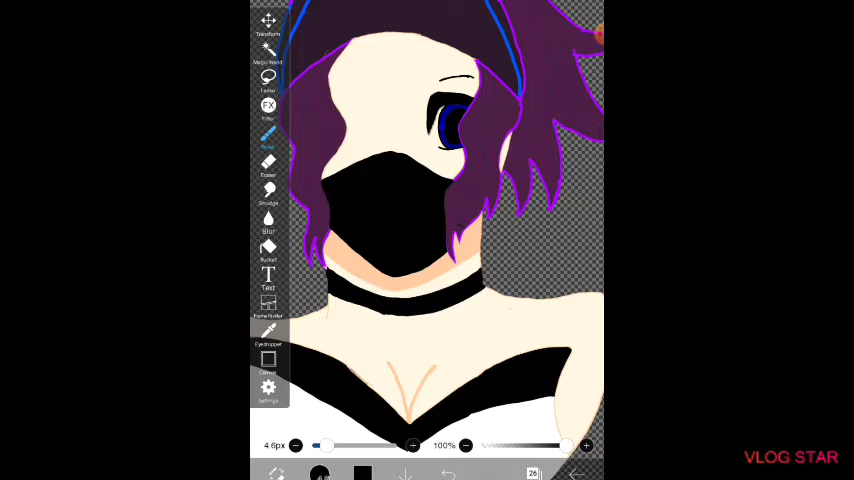 Transform
Magic Wand
Lasso
FX
Filter
Brush
Eraser
Smudge
Blur
Bucket
T
Text
Frame Divider
Eyedropper
Canvas
Settings
4.6px
100%
26
VLOG STAR